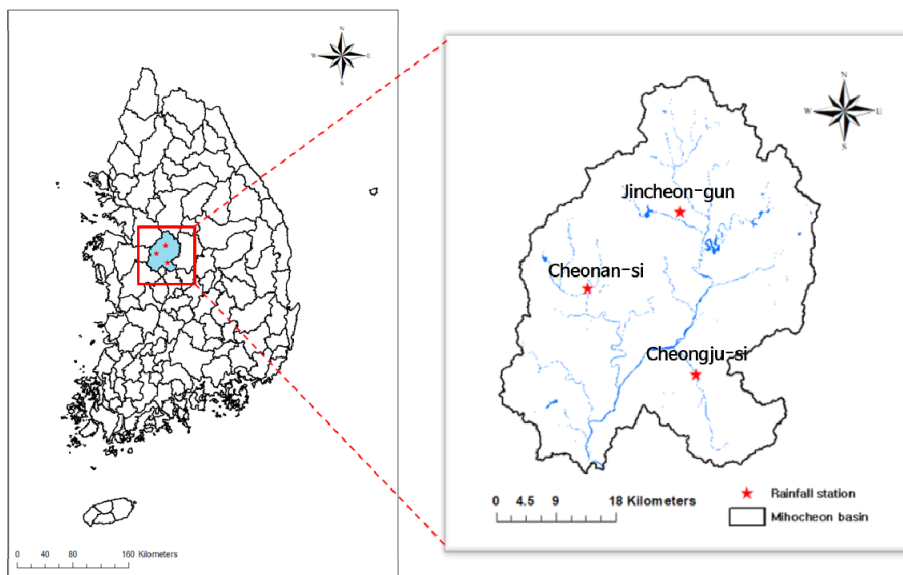 N
W E
S
0 40 80 160 Kilometers
N
W E
S
Jincheon-gun
Cheonan-si
Cheongju-si
0 4.5 9 18 Kilometers
Rainfall station
Mihocheon basin